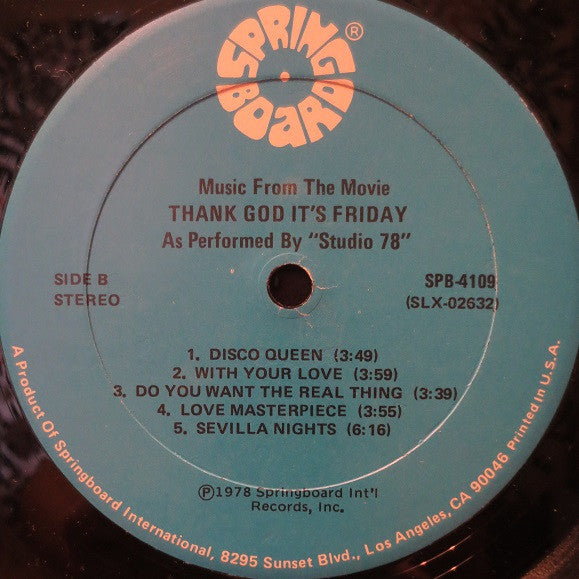 SPRING
BOARD ®
Music From The Movie
THANK GOD IT'S FRIDAY
As Performed By "Studio 78"
SIDE B
STEREO
SPB-4109
(SLX-02632)
1. DISCO QUEEN (3:49)
2. WITH YOUR LOVE (3:59)
3. DO YOU WANT THE REAL THING (3:39)
4. LOVE MASTERPIECE (3:55)
5. SEVILLA NIGHTS (6:16)
Ⓟ1978 Springboard Int'l
Records, Inc.
A Product Of Springboard International, 8295 Sunset Blvd., Los Angeles, CA 90046 Printed in U.S.A.